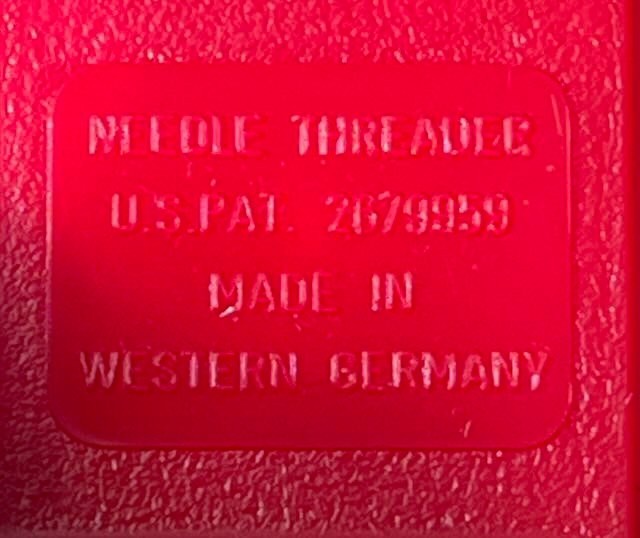 NEEDLE THREADER
U.S.PAT. 2679959
MADE IN
WESTERN GERMANY